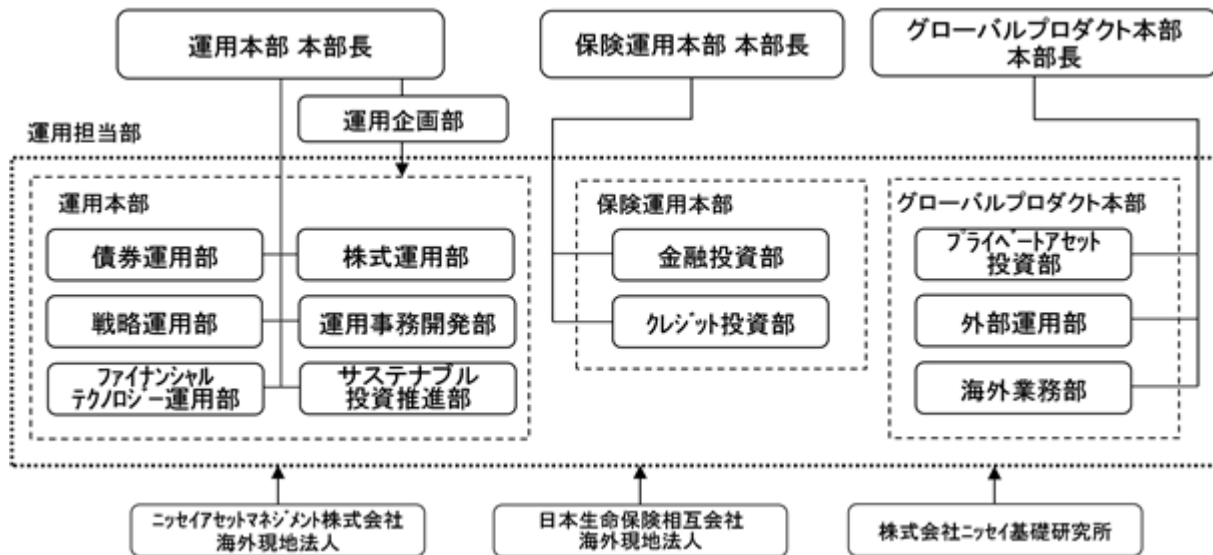 運用本部 本部長
保険運用本部 本部長
グローバルプロダクト本部
本部長
運用企画部
運用担当部
運用本部
債券運用部
株式運用部
戦略運用部
運用事務開発部
ファイナンシャル
テクノロジー運用部
サステナブル
投資推進部
保険運用本部
金融投資部
クレジット投資部
グローバルプロダクト本部
プライベートアセット
投資部
外部運用部
海外業務部
ニッセイアセットマネジメント株式会社
海外現地法人
日本生命保険相互会社
海外現地法人
株式会社ニッセイ基礎研究所